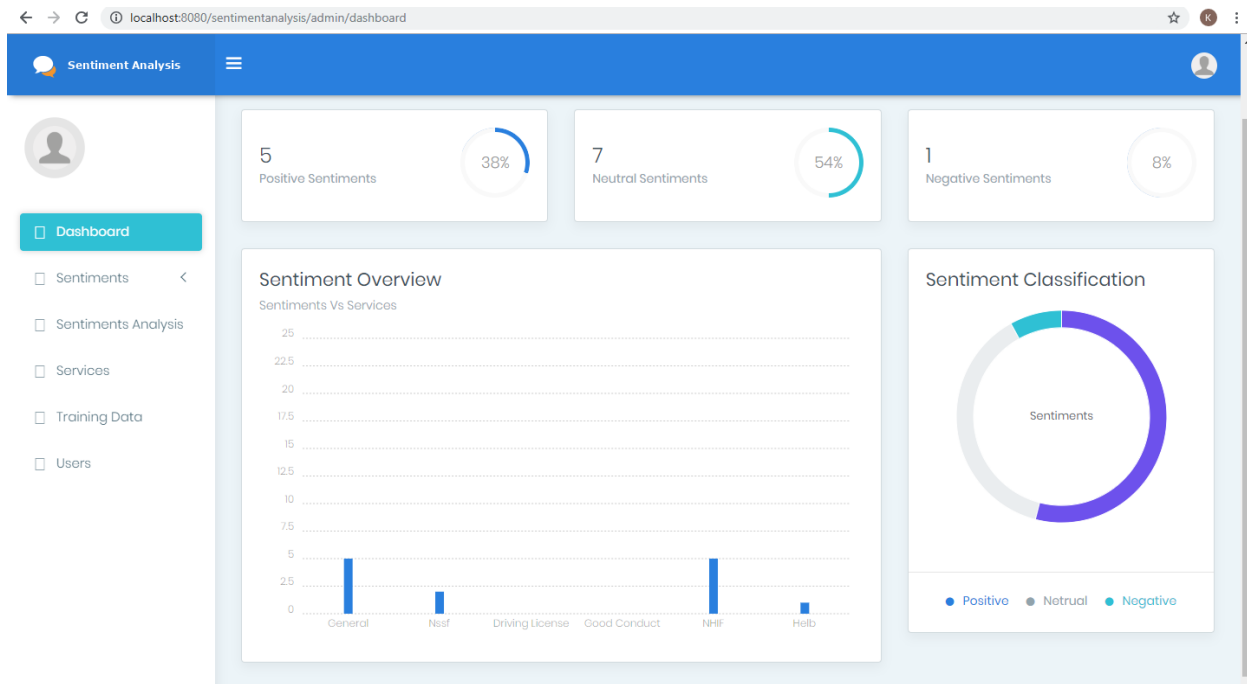 localhost:8080/sentimentanalysis/admin/dashboard
K
Sentiment Analysis
Dashboard
Sentiments
Sentiments Analysis
Services
Training Data
Users
5
Positive Sentiments
38%
7
Neutral Sentiments
54%
1
Negative Sentiments
8%
Sentiment Overview
Sentiments Vs Services
25
22.5
20
17.5
15
12.5
10
7.5
5
2.5
0
General Nssf Driving License Good Conduct NHIF Helb
Sentiment Classification
Sentiments
Positive Netrual Negative